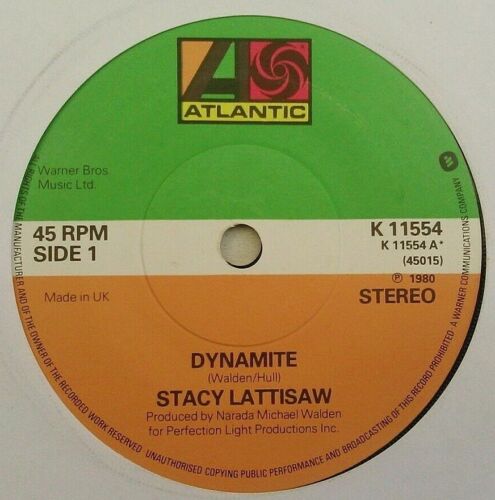 ATLANTIC
Warner Bros.
Music Ltd.
45 RPM
SIDE 1
Made in UK
K 11554
K 11554 A*
(45015)
℗ 1980
STEREO
DYNAMITE
(Walden/Hull)
STACY LATTISAW
Produced by Narada Michael Walden
for Perfection Light Productions Inc.
ALL RIGHTS OF THE MANUFACTURER AND OF THE OWNER OF THE RECORDED WORK RESERVED UNAUTHORISED COPYING PUBLIC PERFORMANCE AND BROADCASTING OF THIS RECORD PROHIBITED A WARNER COMMUNICATIONS COMPANY